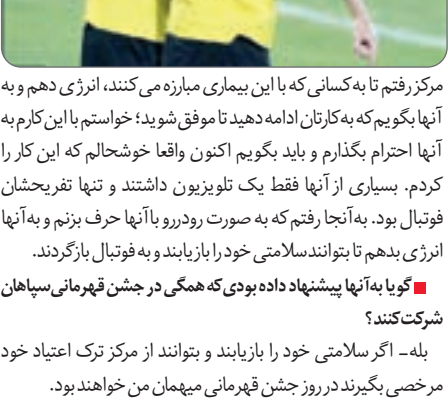 مرکز رفتم تا به کسانی که با این بیماری مبارزه می‌کنند، انرژی دهم و به
آنها بگویم که به کارتان ادامه دهید تا موفق شوید؛ خواستم با این کارم به
آنها احترام بگذارم و باید بگویم اکنون واقعا خوشحالم که این کار را
کردم. بسیاری از آنها فقط یک تلویزیون داشتند و تنها تفریحشان
فوتبال بود. به آنجا رفتم که به صورت رودررو با آنها حرف بزنم و به آنها
انرژی بدهم تا بتوانند سلامتی خود را بازیابند و به فوتبال بازگردند.
گویا به آنها پیشنهاد داده بودی که همگی در جشن قهرمانی سپاهان
شرکت کنند؟
بله- اگر سلامتی خود را بازیابند و بتوانند از مرکز ترک اعتیاد خود
مرخصی بگیرند در روز جشن قهرمانی میهمان من خواهند بود.